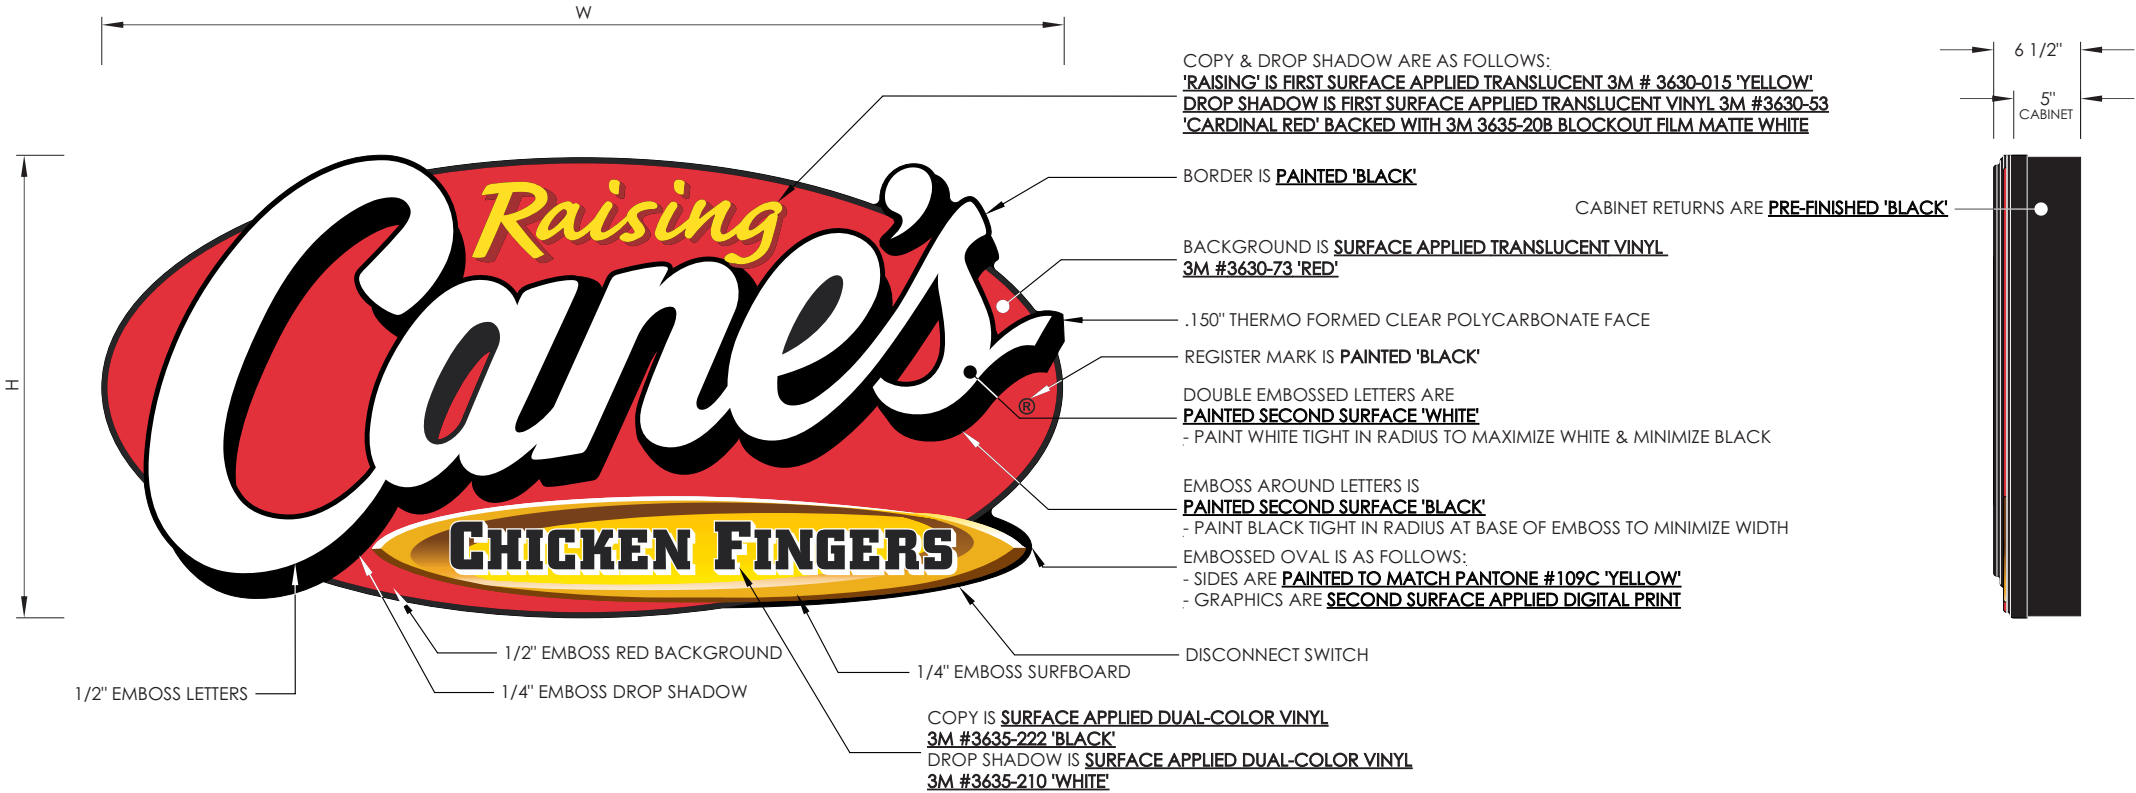 W
COPY & DROP SHADOW ARE AS FOLLOWS:
'RAISING' IS FIRST SURFACE APPLIED TRANSLUCENT 3M # 3630-015 'YELLOW'
DROP SHADOW IS FIRST SURFACE APPLIED TRANSLUCENT VINYL 3M #3630-53
'CARDINAL RED' BACKED WITH 3M 3635-20B BLOCKOUT FILM MATTE WHITE
6 1/2"
5"
CABINET
BORDER IS PAINTED 'BLACK'
CABINET RETURNS ARE PRE-FINISHED 'BLACK'
BACKGROUND IS SURFACE APPLIED TRANSLUCENT VINYL
3M #3630-73 'RED'
.150" THERMO FORMED CLEAR POLYCARBONATE FACE
REGISTER MARK IS PAINTED 'BLACK'
DOUBLE EMBOSSED LETTERS ARE
PAINTED SECOND SURFACE 'WHITE'
- PAINT WHITE TIGHT IN RADIUS TO MAXIMIZE WHITE & MINIMIZE BLACK
EMBOSS AROUND LETTERS IS
PAINTED SECOND SURFACE 'BLACK'
- PAINT BLACK TIGHT IN RADIUS AT BASE OF EMBOSS TO MINIMIZE WIDTH
EMBOSSED OVAL IS AS FOLLOWS:
- SIDES ARE PAINTED TO MATCH PANTONE #109C 'YELLOW'
- GRAPHICS ARE SECOND SURFACE APPLIED DIGITAL PRINT
DISCONNECT SWITCH
H
Raising
Cane's
®
CHICKEN FINGERS
1/2" EMBOSS RED BACKGROUND
1/4" EMBOSS SURFBOARD
1/2" EMBOSS LETTERS
1/4" EMBOSS DROP SHADOW
COPY IS SURFACE APPLIED DUAL-COLOR VINYL
3M #3635-222 'BLACK'
DROP SHADOW IS SURFACE APPLIED DUAL-COLOR VINYL
3M #3635-210 'WHITE'